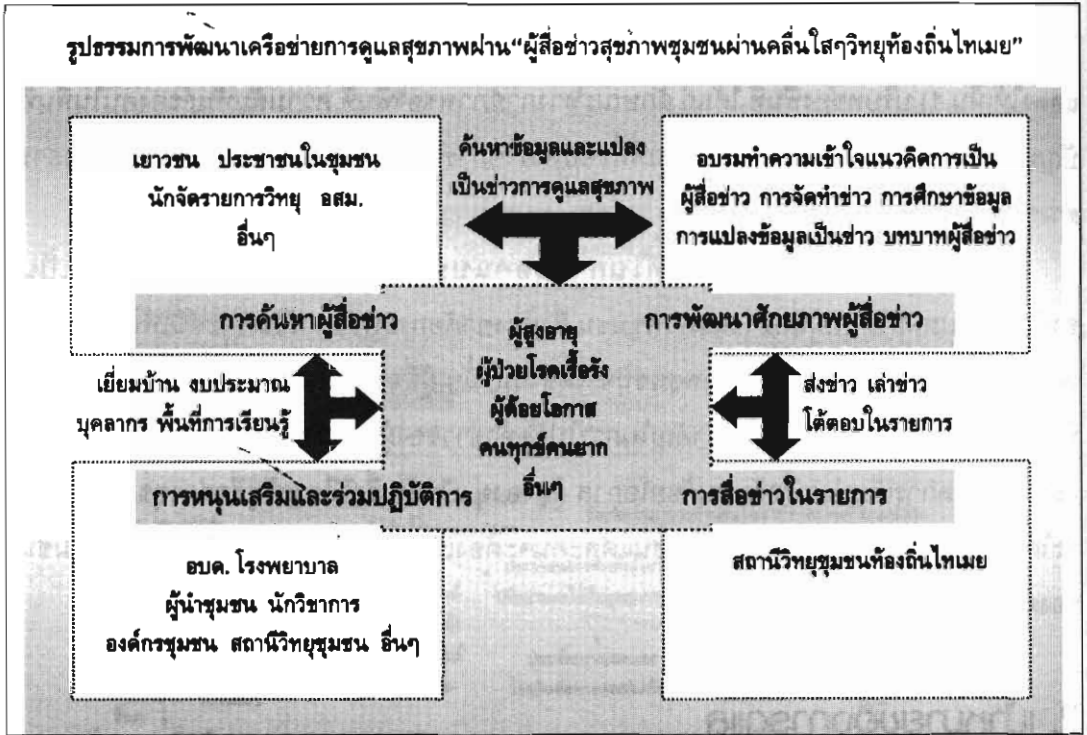 รูปธรรมการพัฒนาเครือข่ายการดูแลสุขภาพผ่าน“ผู้สื่อข่าวสุขภาพชุมชนผ่านคลื่นใสๆวิทยุท้องถิ่นไทเมย”
เยาวชน ประชาชนในชุมชน
นักจัดรายการวิทยุ อสม.
อื่นๆ
การค้นหาผู้สื่อข่าว
ค้นหาข้อมูลและแปลง
เป็นข่าวการดูแลสุขภาพ
อบรมทำความเข้าใจแนวคิดการเป็น
ผู้สื่อข่าว การจัดทำข่าว การศึกษาข้อมูล
การแปลงข้อมูลเป็นข่าว บทบาทผู้สื่อข่าว
การพัฒนาศักยภาพผู้สื่อข่าว
ผู้สูงอายุ
ผู้ป่วยโรคเรื้อรัง
ผู้ด้อยโอกาส
คนทุกข์คนยาก
อื่นๆ
เยี่ยมบ้าน งบประมาณ
บุคลากร พื้นที่การเรียนรู้
ส่งข่าว เล่าข่าว
โต้ตอบในรายการ
การหนุนเสริมและร่วมปฏิบัติการ
อบต. โรงพยาบาล
ผู้นำชุมชน นักวิชาการ
องค์กรชุมชน สถานีวิทยุชุมชน อื่นๆ
การสื่อข่าวในรายการ
สถานีวิทยุชุมชนท้องถิ่นไทเมย